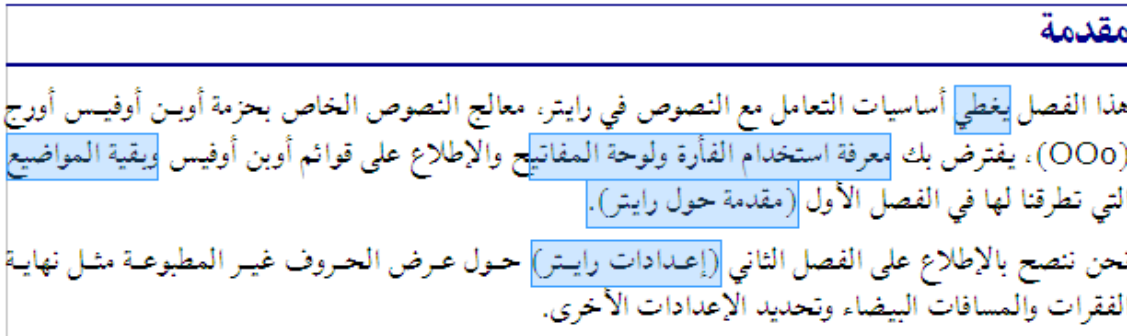 مقدمة
هذا الفصل يغطي أساسيات التعامل مع النصوص في رايتر، معالج النصوص الخاص بحزمة أوبن أوفيس أورج
(OOo)، يفترض بك معرفة استخدام الفأرة ولوحة المفاتيح والإطلاع على قوائم أوبن أوفيس وبقية المواضيع
التي تطرقنا لها في الفصل الأول (مقدمة حول رايتر).
نحن ننصح بالإطلاع على الفصل الثاني (إعدادات رايتر) حول عرض الحروف غير المطبوعة مثل نهاية
الفقرات والمسافات البيضاء وتحديد الإعدادات الأخرى.